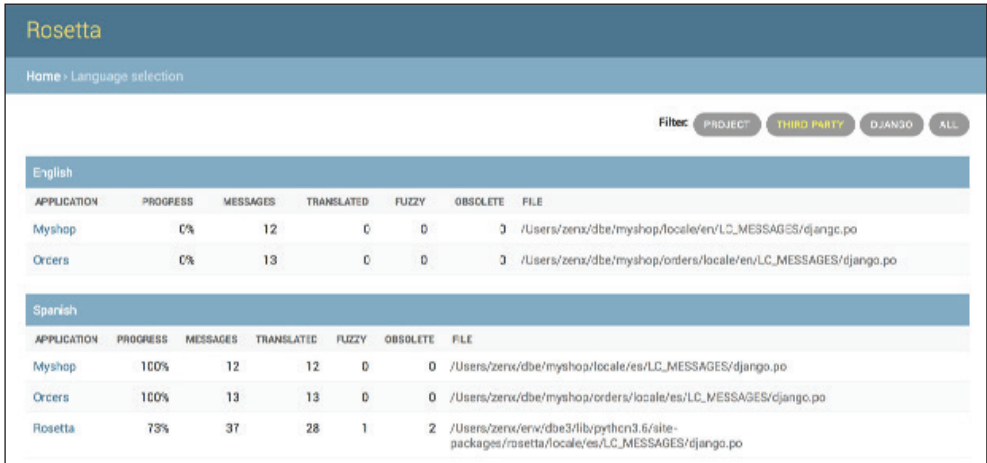 Rosetta
Home › Language selection
Filter: PROJECT THIRD PARTY DJANGO ALL
English
APPLICATION PROGRESS MESSAGES TRANSLATED FUZZY OBSOLETE FILE
Myshop 0% 12 0 0 0 /Users/zenx/dbe/myshop/locale/en/LC_MESSAGES/django.po
Orders 0% 13 0 0 0 /Users/zenx/dbe/myshop/orders/locale/en/LC_MESSAGES/django.po
Spanish
APPLICATION PROGRESS MESSAGES TRANSLATED FUZZY OBSOLETE FILE
Myshop 100% 12 12 0 0 /Users/zenx/dbe/myshop/locale/es/LC_MESSAGES/django.po
Orders 100% 13 13 0 0 /Users/zenx/dbe/myshop/orders/locale/es/LC_MESSAGES/django.po
Rosetta 73% 37 28 1 2 /Users/zenx/env/dbe3/lib/python3.6/site-
packages/rosetta/locale/es/LC_MESSAGES/django.po